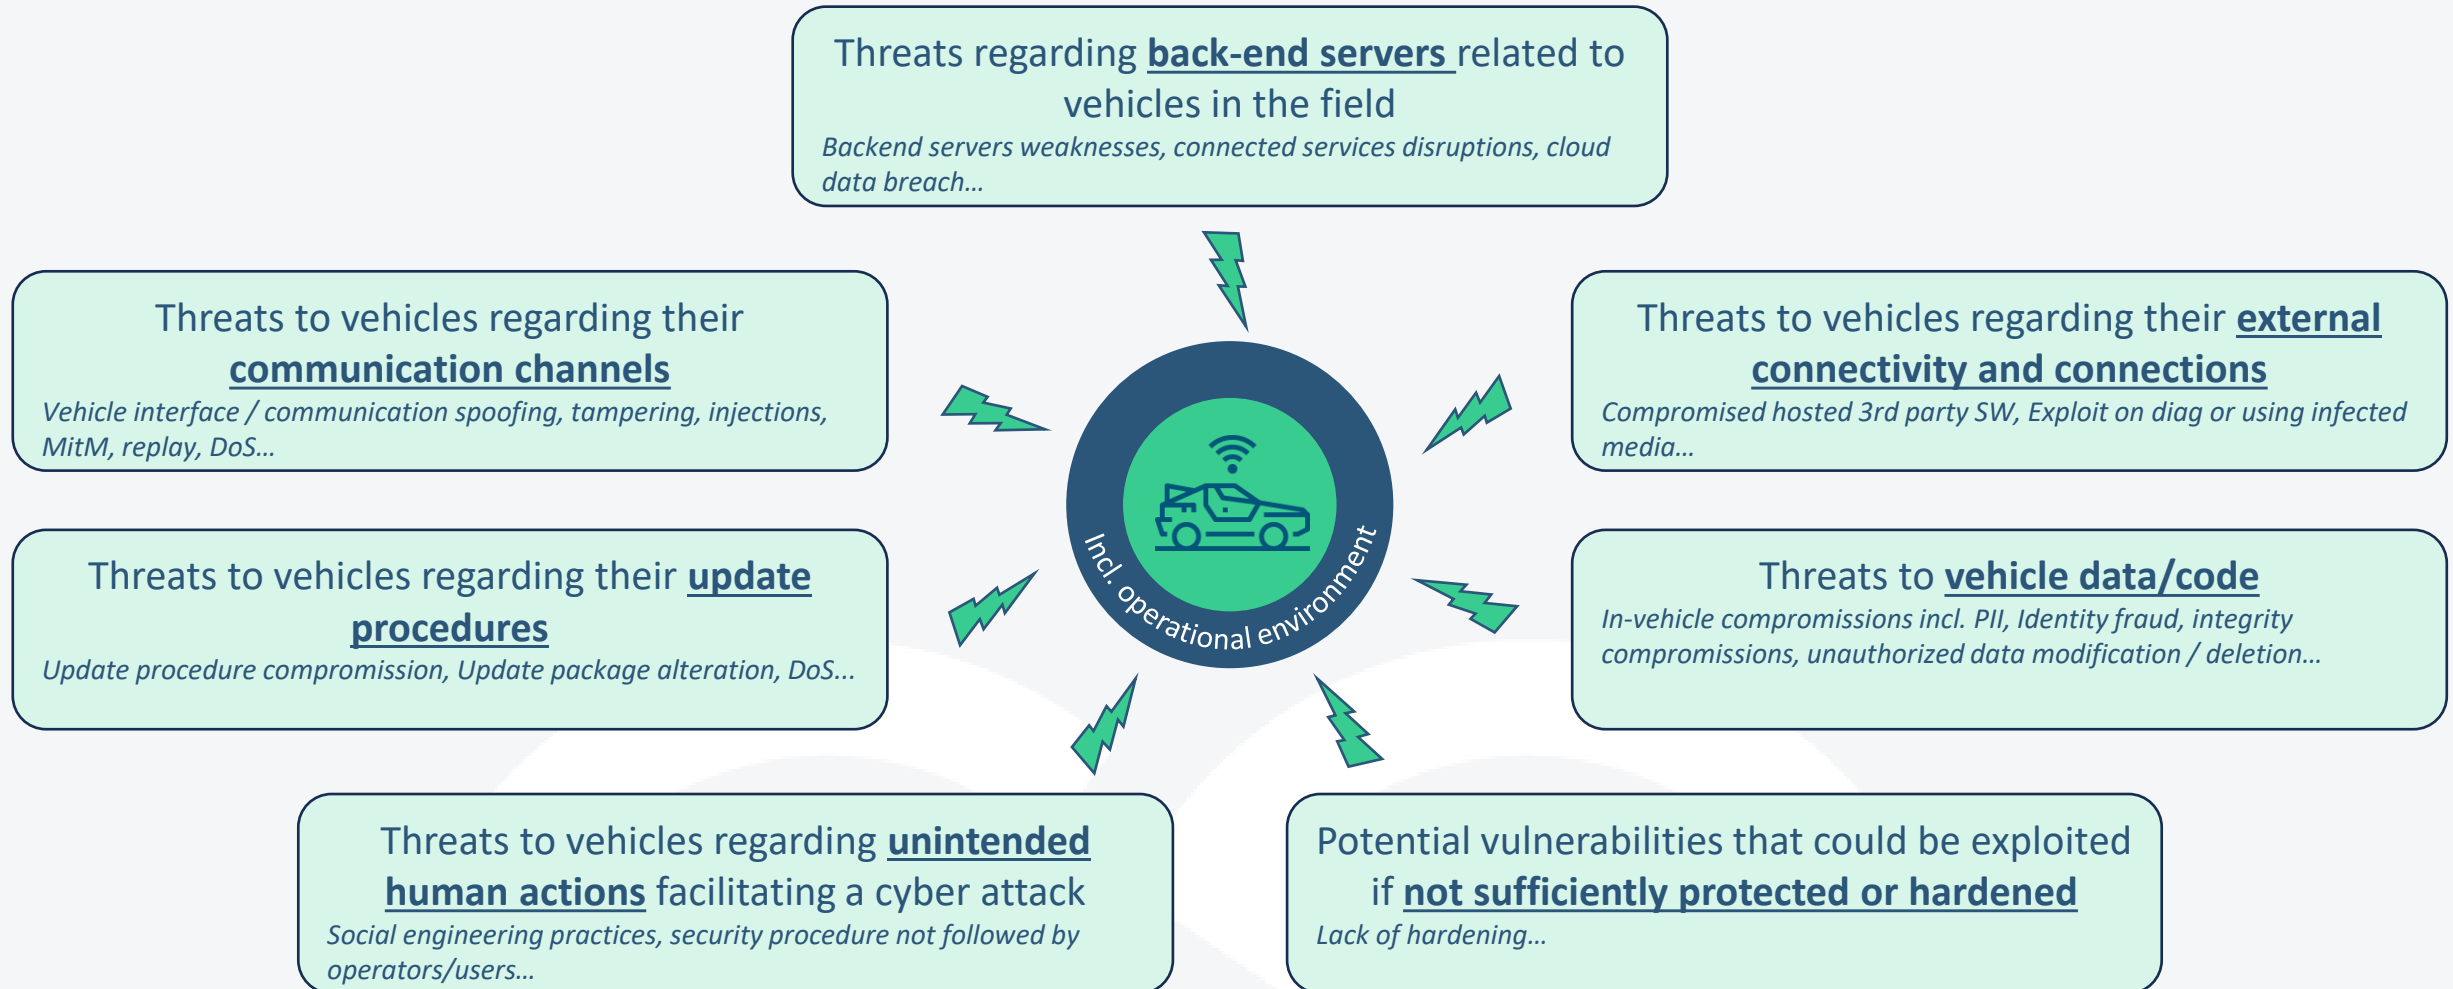 Threats regarding back-end servers related to
vehicles in the field
Backend servers weaknesses, connected services disruptions, cloud
data breach…
Threats to vehicles regarding their
communication channels
Vehicle interface / communication spoofing, tampering, injections,
MitM, replay, DoS…
Threats to vehicles regarding their external
connectivity and connections
Compromised hosted 3rd party SW, Exploit on diag or using infected
media…
Incl. operational environment
Threats to vehicles regarding their update
procedures
Update procedure compromission, Update package alteration, DoS…
Threats to vehicle data/code
In-vehicle compromissions incl. PII, Identity fraud, integrity
compromissions, unauthorized data modification / deletion…
Threats to vehicles regarding unintended
human actions facilitating a cyber attack
Social engineering practices, security procedure not followed by
operators/users…
Potential vulnerabilities that could be exploited
if not sufficiently protected or hardened
Lack of hardening…